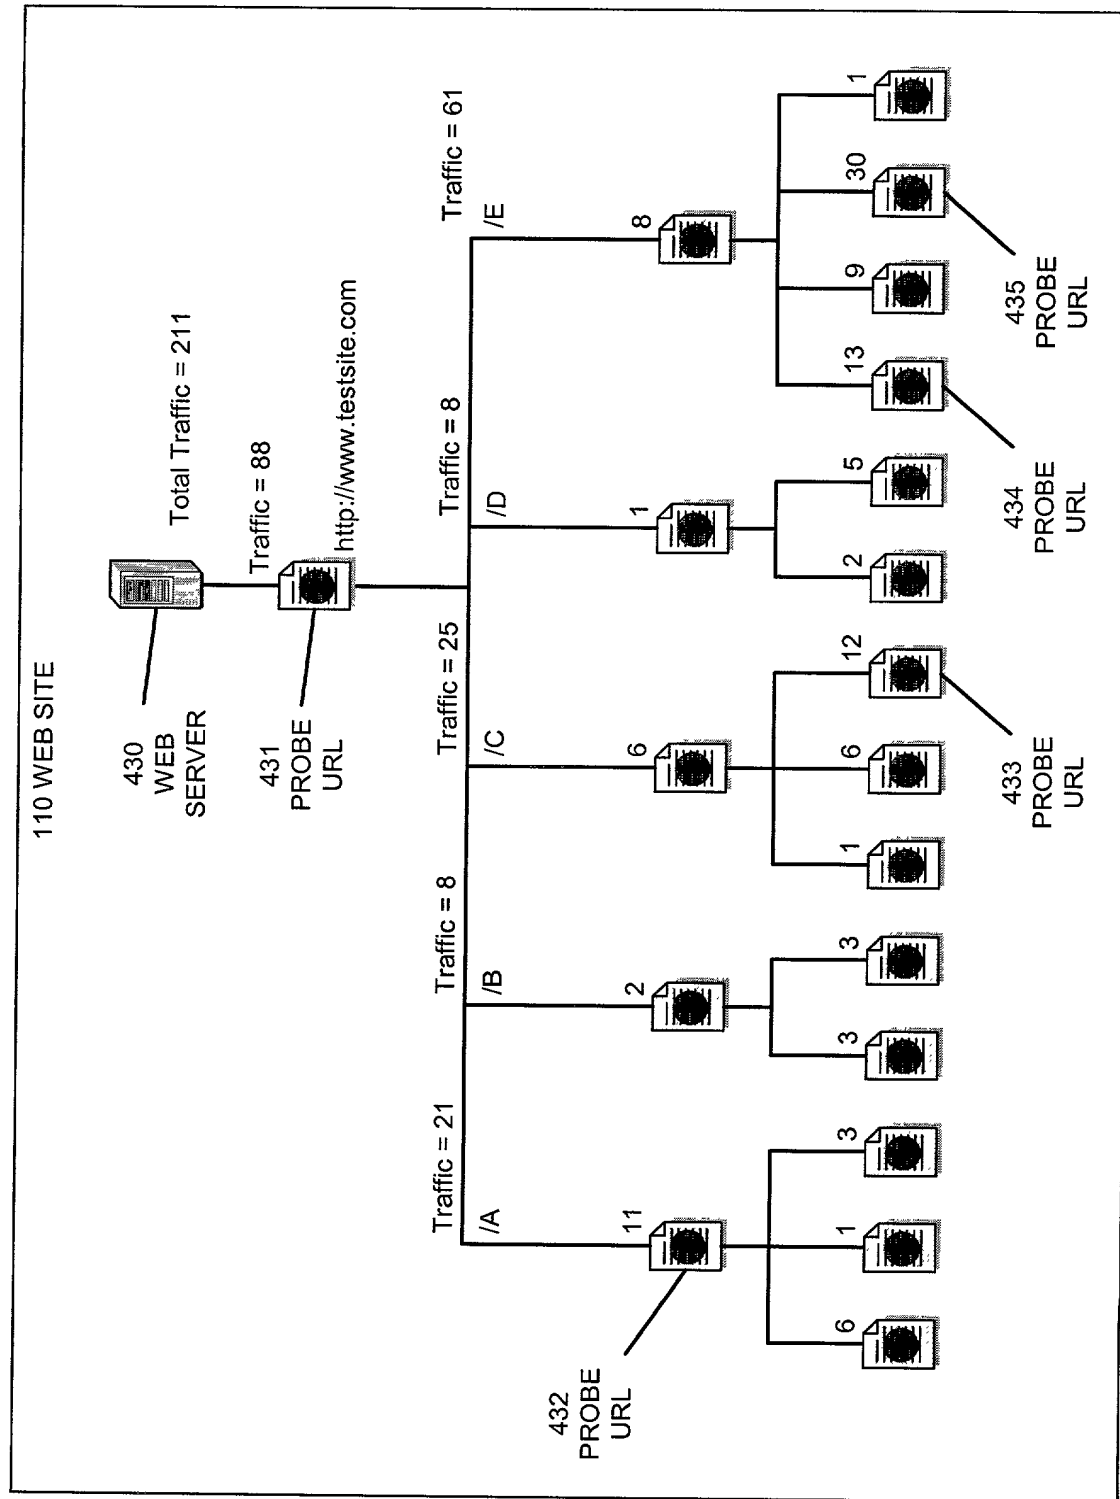 110 WEB SITE
430
WEB
SERVER
Total Traffic = 211
Traffic = 88
431
PROBE
URL
http://www.testsite.com
Traffic = 21
Traffic = 8
Traffic = 25
Traffic = 8
Traffic = 61
/A
/B
/C
/D
/E
11
2
6
1
8
432
PROBE
URL
6
1
3
3
3
1
6
12
2
5
13
9
30
1
433
PROBE
URL
434
PROBE
URL
435
PROBE
URL